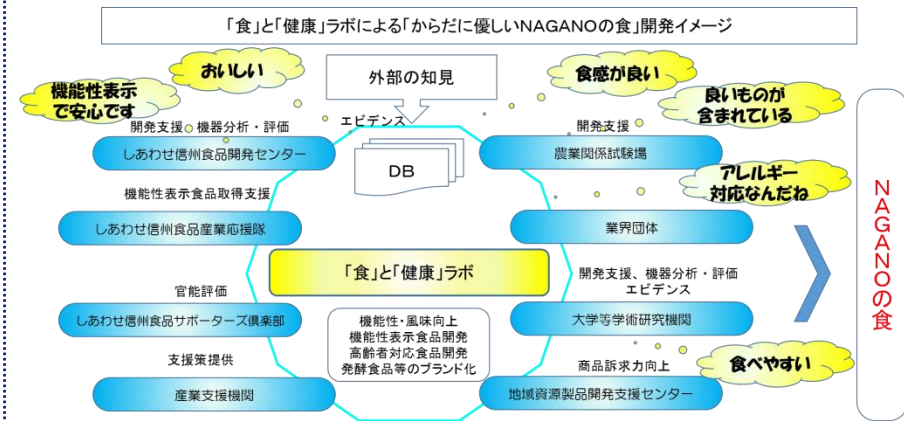 「食」と「健康」ラボによる「からだに優しいNAGANOの食」開発イメージ
おいしい
機能性表示
で安心です
外部の知見
食感が良い
良いものが
含まれている
エビデンス
開発支援 機器分析・評価
しあわせ信州食品開発センター
開発支援
農業関係試験場
DB
アレルギー
対応なんだね
機能性表示食品取得支援
しあわせ信州食品産業応援隊
業界団体
「食」と「健康」ラボ
開発支援、機器分析・評価
エビデンス
大学等学術研究機関
官能評価
しあわせ信州食品サポーターズ倶楽部
機能性・風味向上
機能性表示食品開発
高齢者対応食品開発
発酵食品等のブランド化
支援策提供
産業支援機関
商品訴求力向上
地域資源製品開発支援センター
食べやすい
NAGANOの食